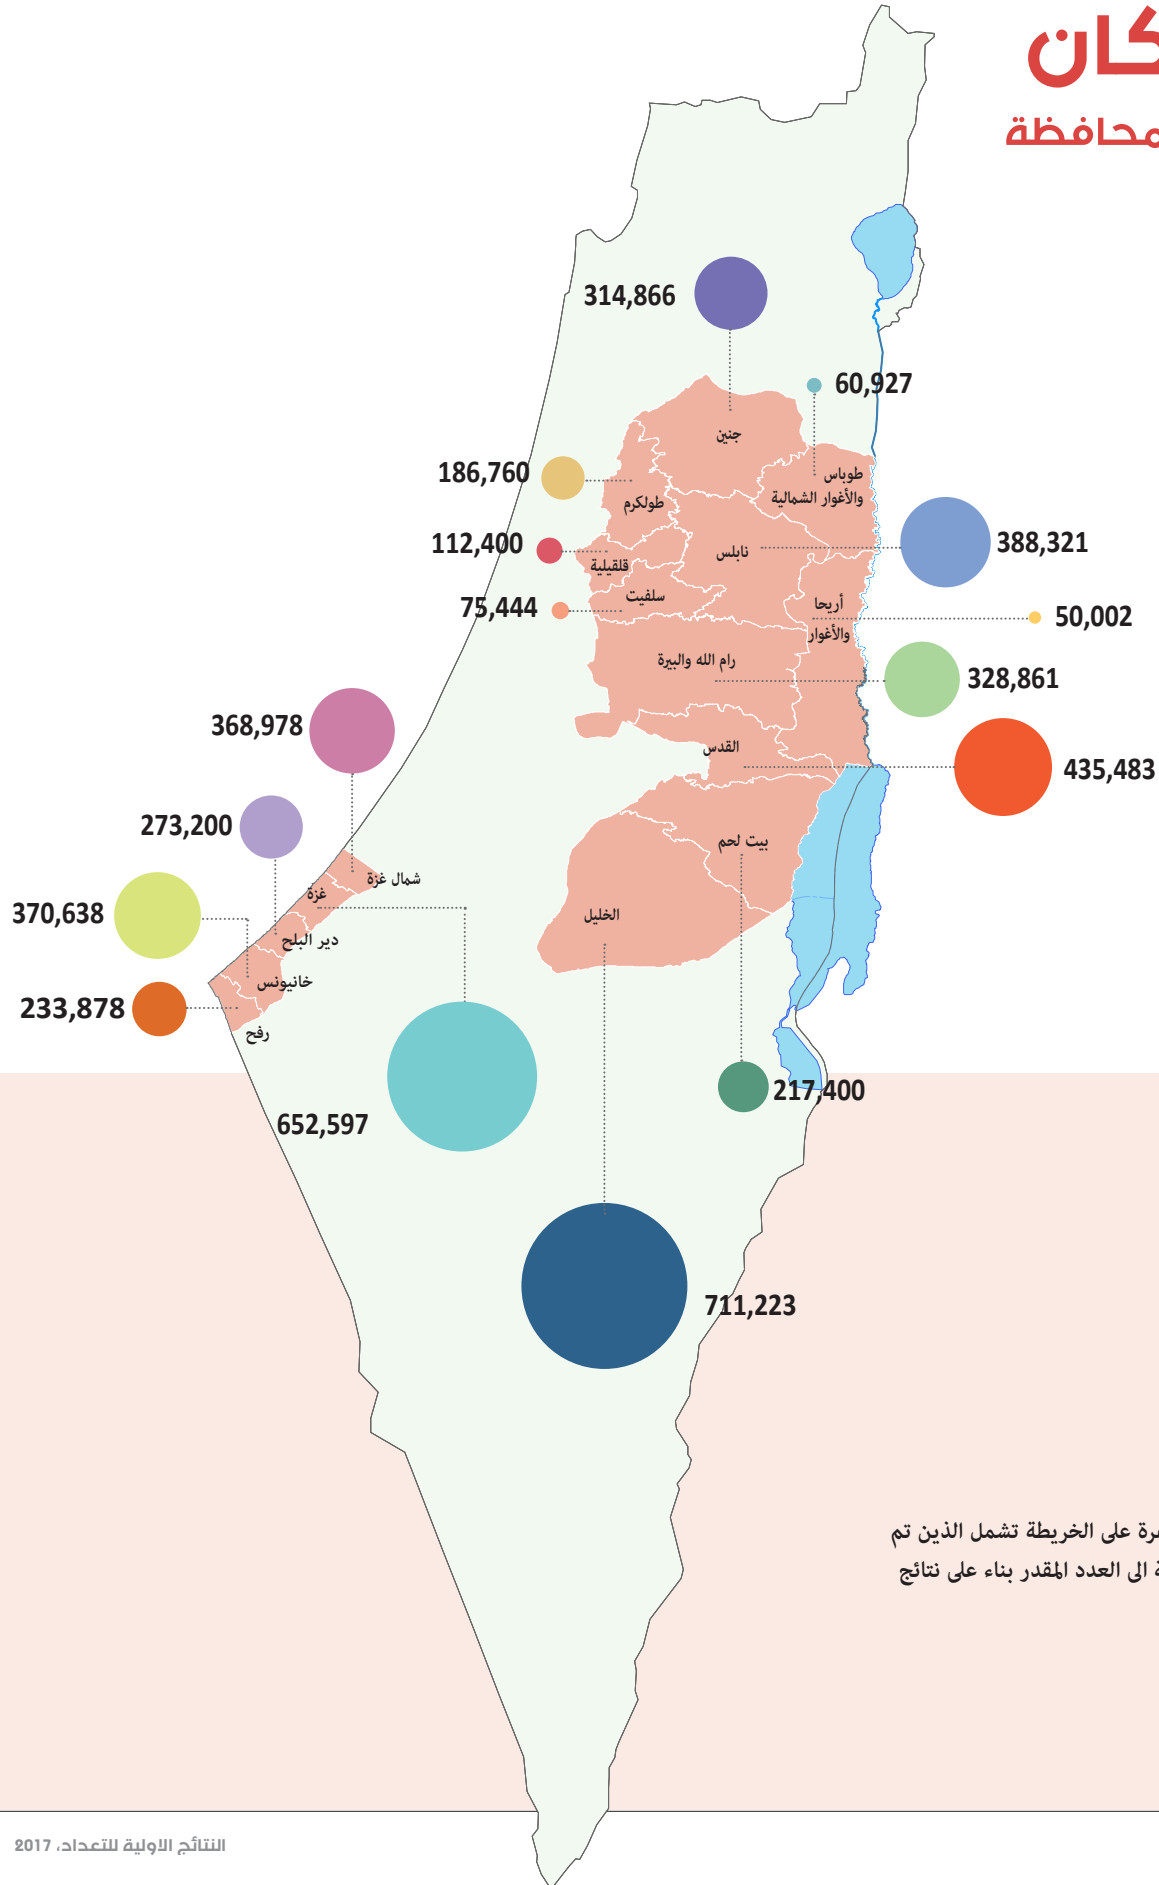 كان
محافظة
314,866
60,927
جنين
طوباس
والأغوار الشمالية
186,760
طولكرم
388,321
112,400
نابلس
قلقيلية
75,444
سلفيت
أريحا
والأغوار
50,002
رام الله والبيرة
328,861
368,978
القدس
435,483
273,200
بيت لحم
شمال غزة
غزة
370,638
الخليل
دير البلح
خانيونس
233,878
رفح
217,400
652,597
711,223
على الخريطة تشمل الذين تم
الى العدد المقدر بناء على نتائج
النتائج الاولية للتعداد، 2017